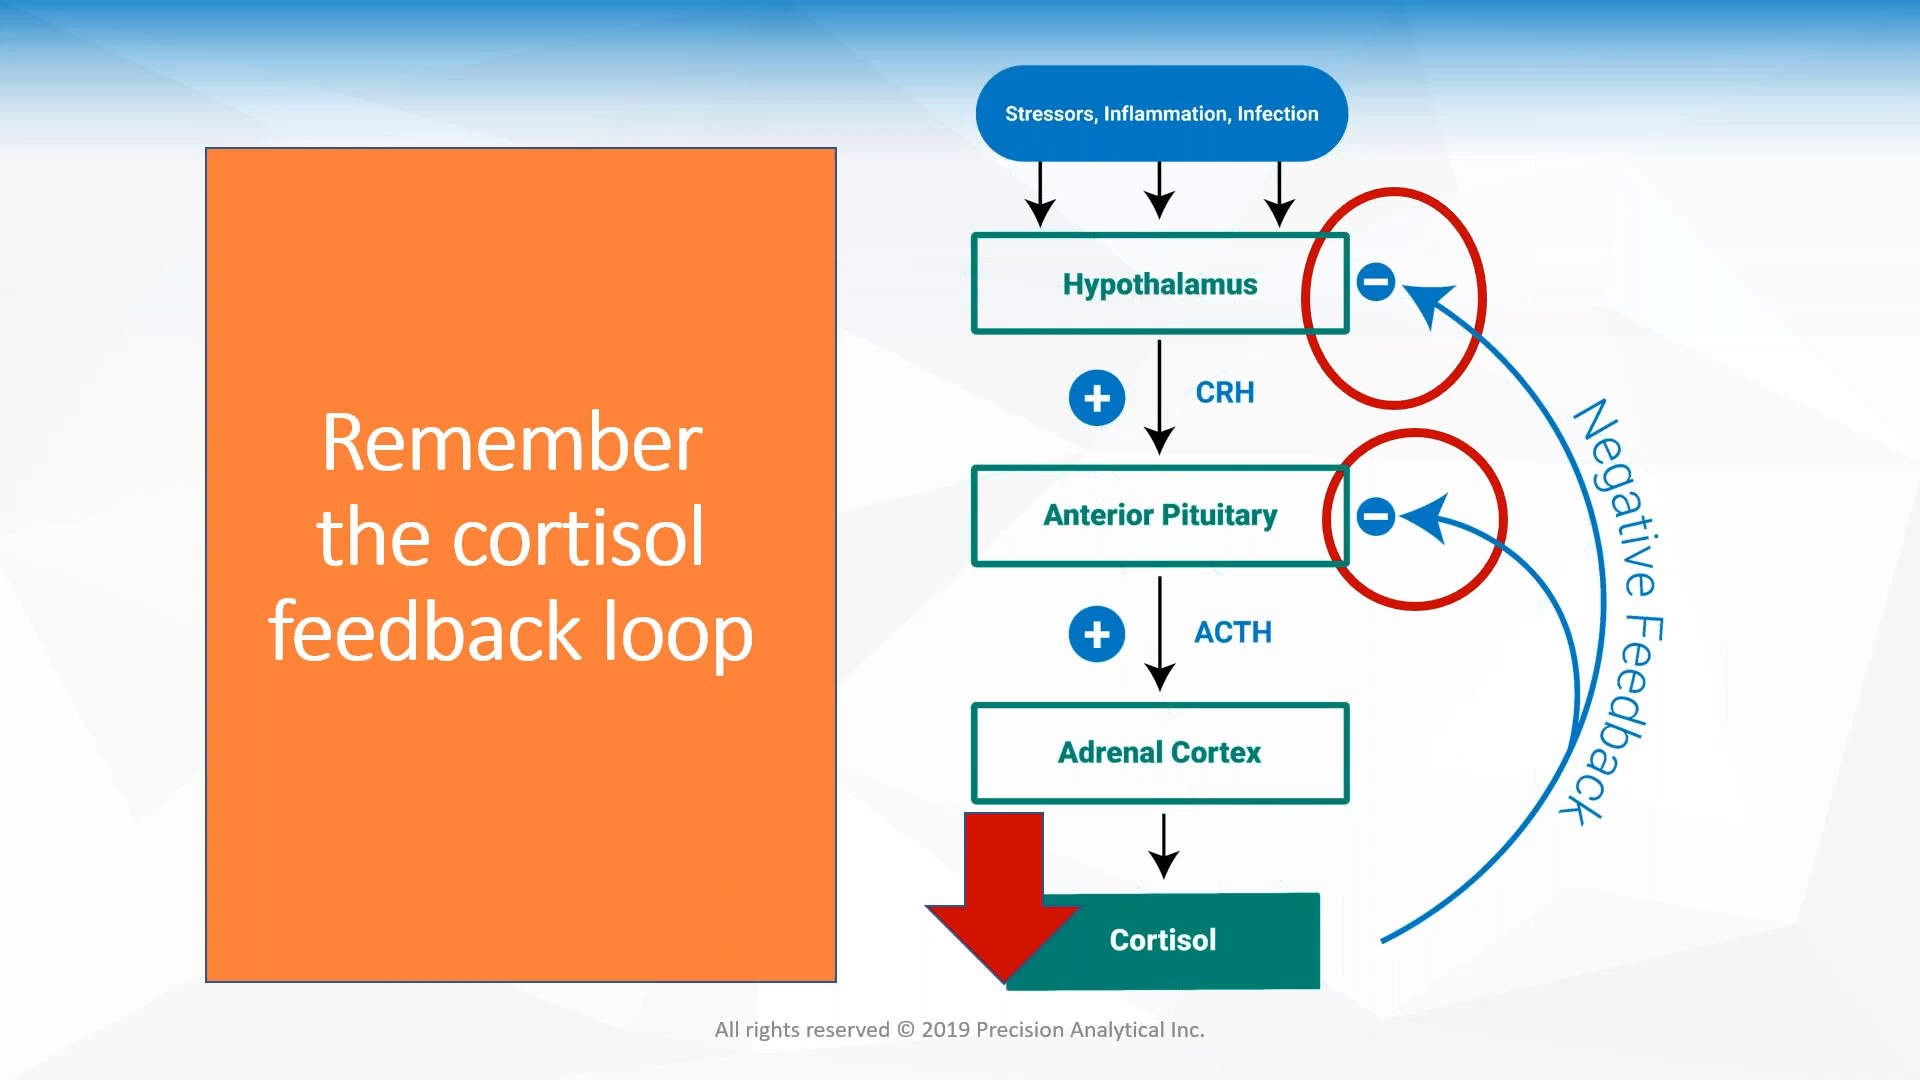 Remember
the cortisol
feedback loop
Stressors, Inflammation, Infection
Hypothalamus
CRH
Anterior Pituitary
ACTH
Adrenal Cortex
Cortisol
Negative Feedback
All rights reserved © 2019 Precision Analytical Inc.